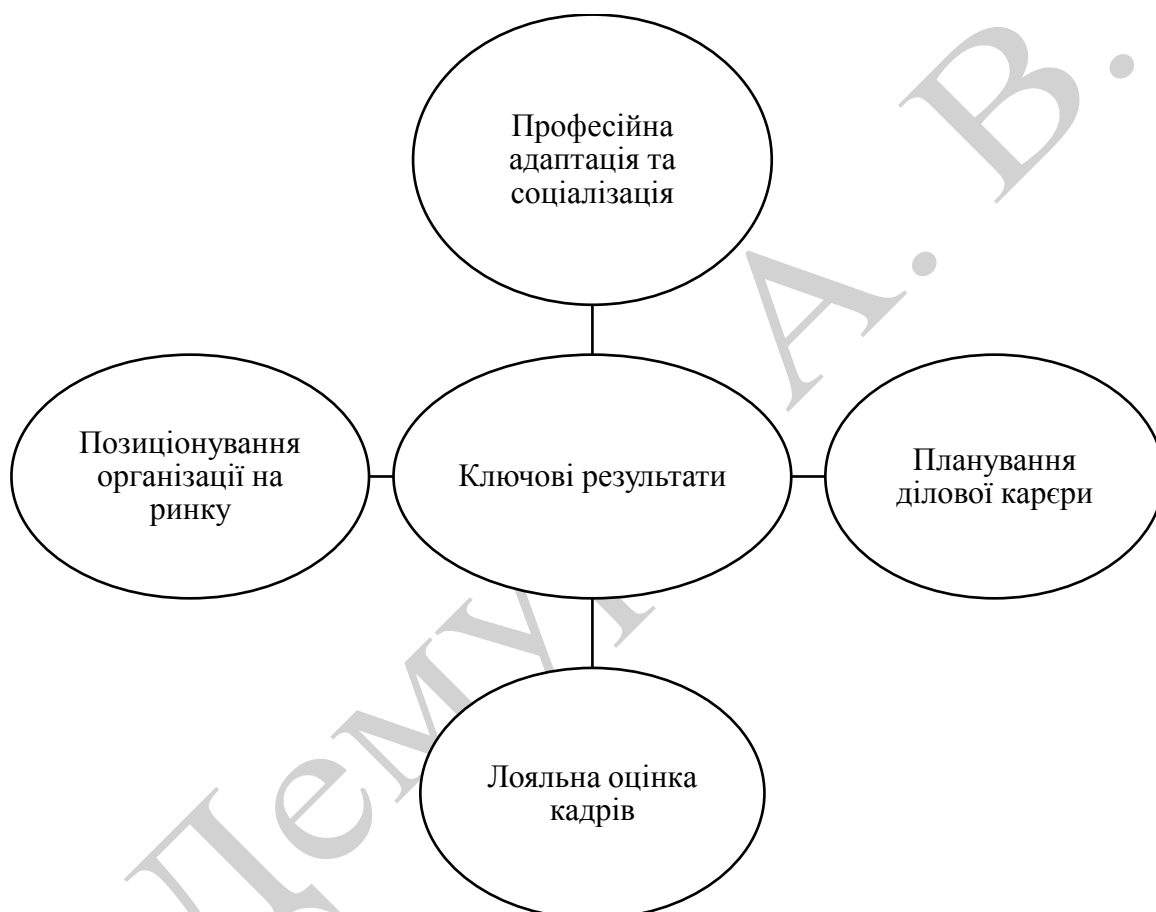 Професійна
адаптація та
соціалізація
Позиціонування
організації на
ринку
Ключові результати
Планування
ділової карєри
Лояльна оцінка
кадрів
А. В.